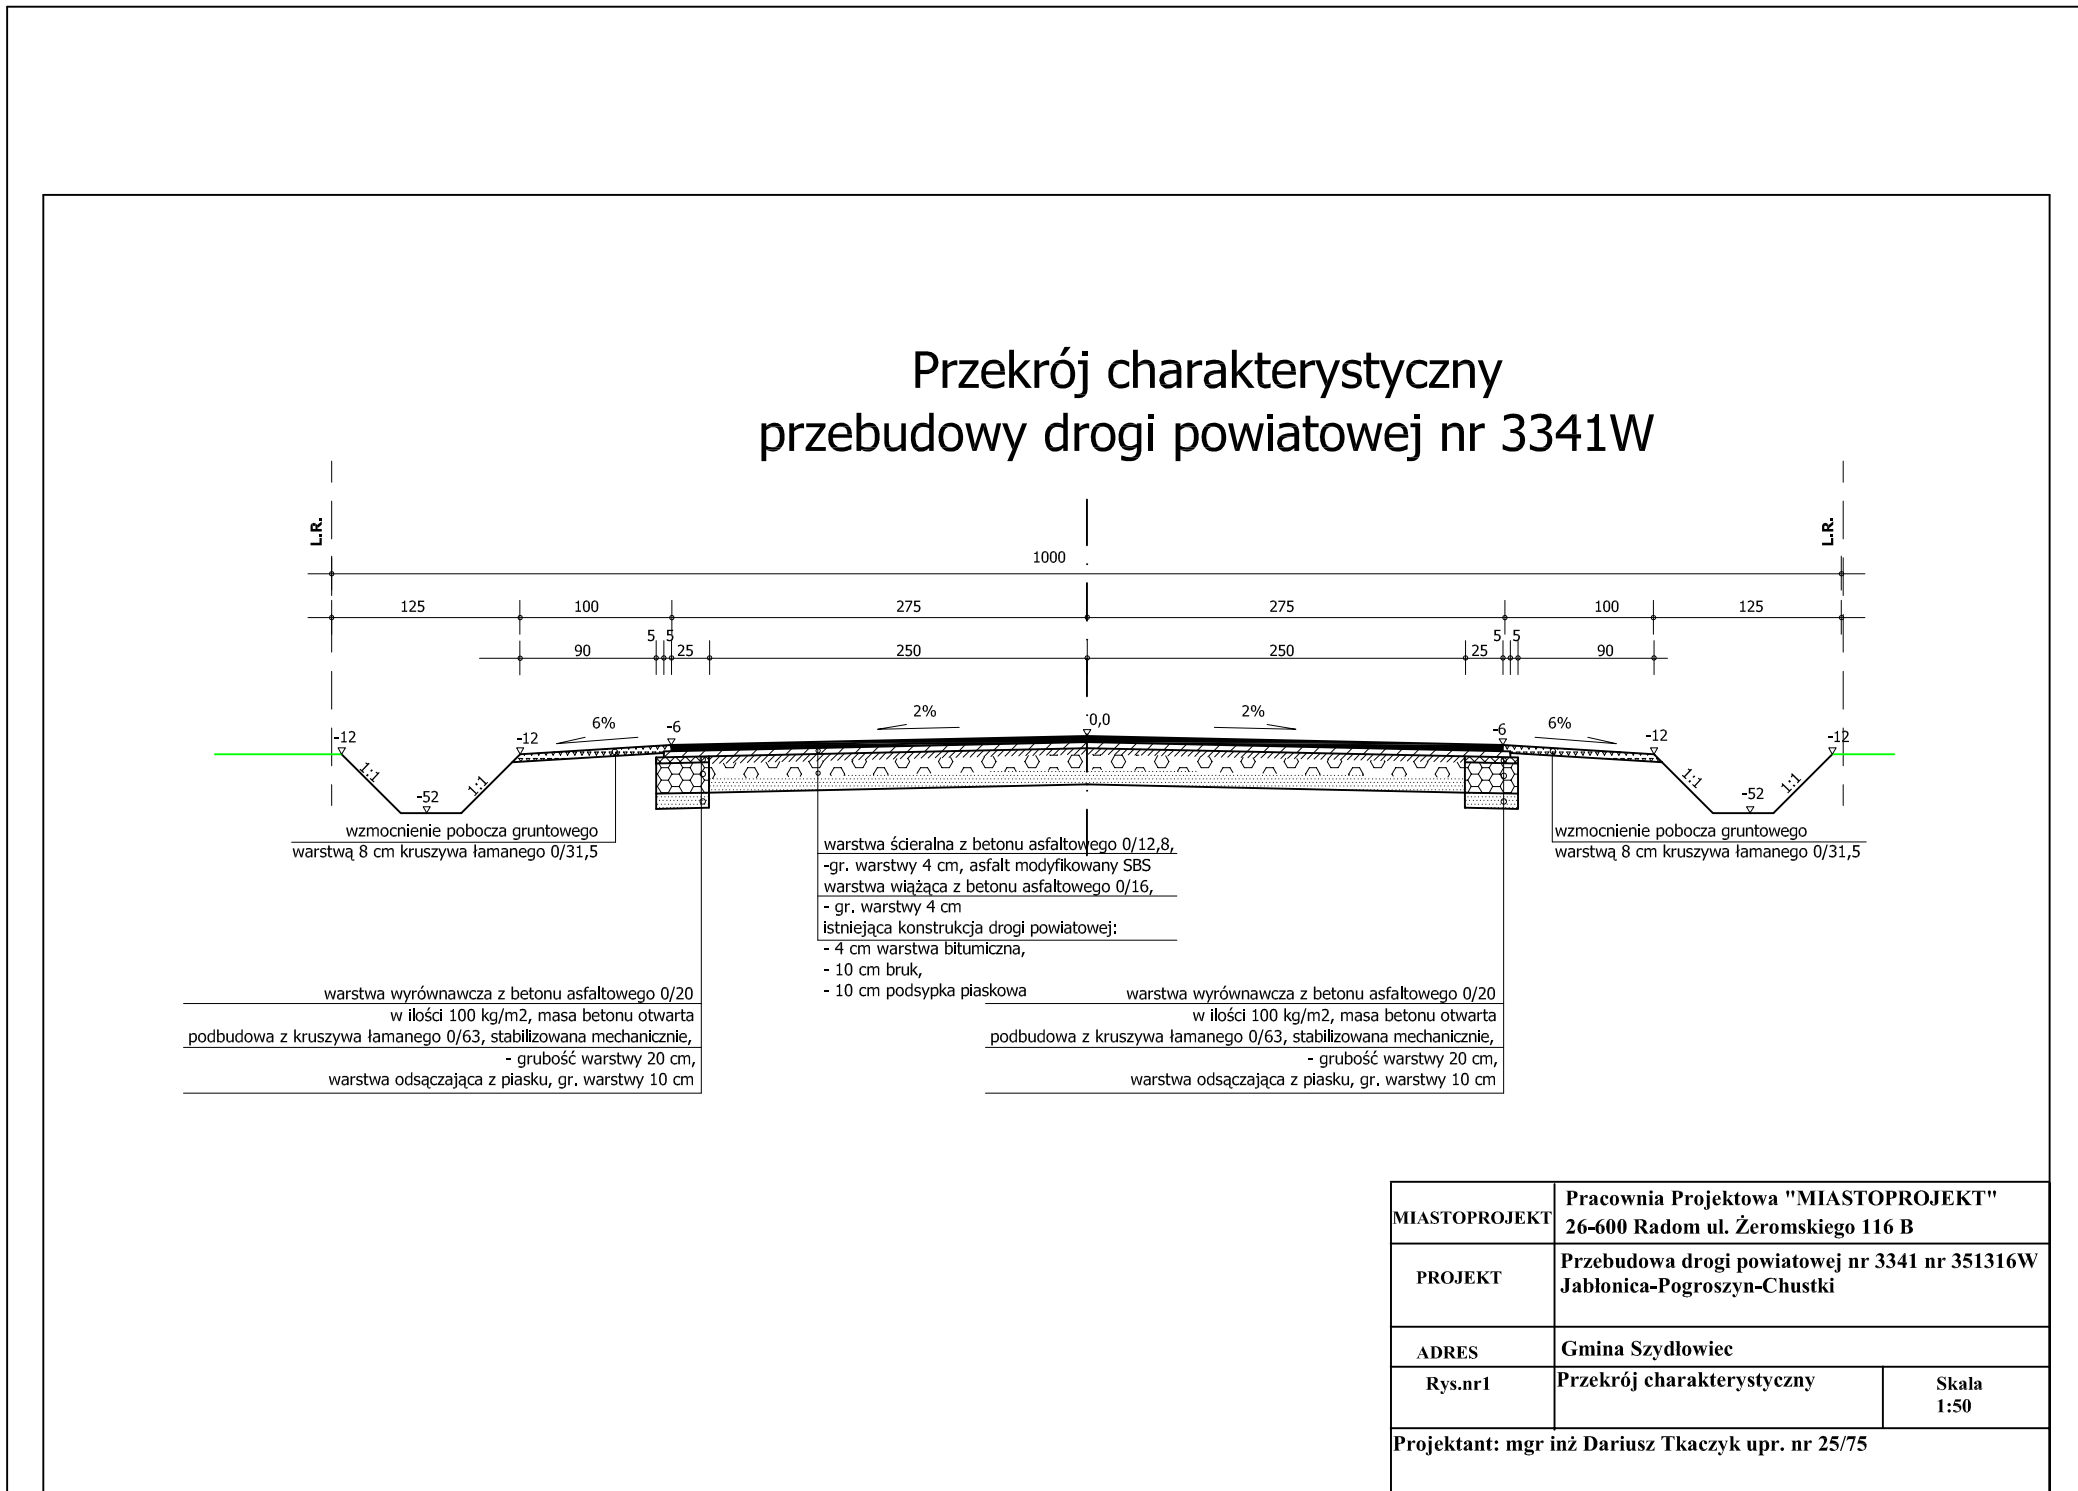 Przekrój charakterystyczny
przebudowy drogi powiatowej nr 3341W
L.R.
L.R.
1000
125 100 275 275 100 125
90 5 5 25 250 250 25 5 5 90
-12 -12 6% -6 2% 0,0 2% -6 6% -12 -12
1:1 -52 1:1 1:1 -52 1:1
wzmocnienie pobocza gruntowego
warstwą 8 cm kruszywa łamanego 0/31,5
warstwa ścieralna z betonu asfaltowego 0/12,8,
-gr. warstwy 4 cm, asfalt modyfikowany SBS
warstwa wiążąca z betonu asfaltowego 0/16,
- gr. warstwy 4 cm
istniejąca konstrukcja drogi powiatowej:
- 4 cm warstwa bitumiczna,
- 10 cm bruk,
- 10 cm podsypka piaskowa
wzmocnienie pobocza gruntowego
warstwą 8 cm kruszywa łamanego 0/31,5
warstwa wyrównawcza z betonu asfaltowego 0/20
w ilości 100 kg/m2, masa betonu otwarta
podbudowa z kruszywa łamanego 0/63, stabilizowana mechanicznie,
- grubość warstwy 20 cm,
warstwa odsączająca z piasku, gr. warstwy 10 cm
warstwa wyrównawcza z betonu asfaltowego 0/20
w ilości 100 kg/m2, masa betonu otwarta
podbudowa z kruszywa łamanego 0/63, stabilizowana mechanicznie,
- grubość warstwy 20 cm,
warstwa odsączająca z piasku, gr. warstwy 10 cm
MIASTOPROJEKT
Pracownia Projektowa "MIASTOPROJEKT"
26-600 Radom ul. Żeromskiego 116 B
PROJEKT
Przebudowa drogi powiatowej nr 3341 nr 351316W
Jabłonica-Pogroszyn-Chustki
ADRES
Gmina Szydłowiec
Rys.nr1
Przekrój charakterystyczny
Skala
1:50
Projektant: mgr inż Dariusz Tkaczyk upr. nr 25/75